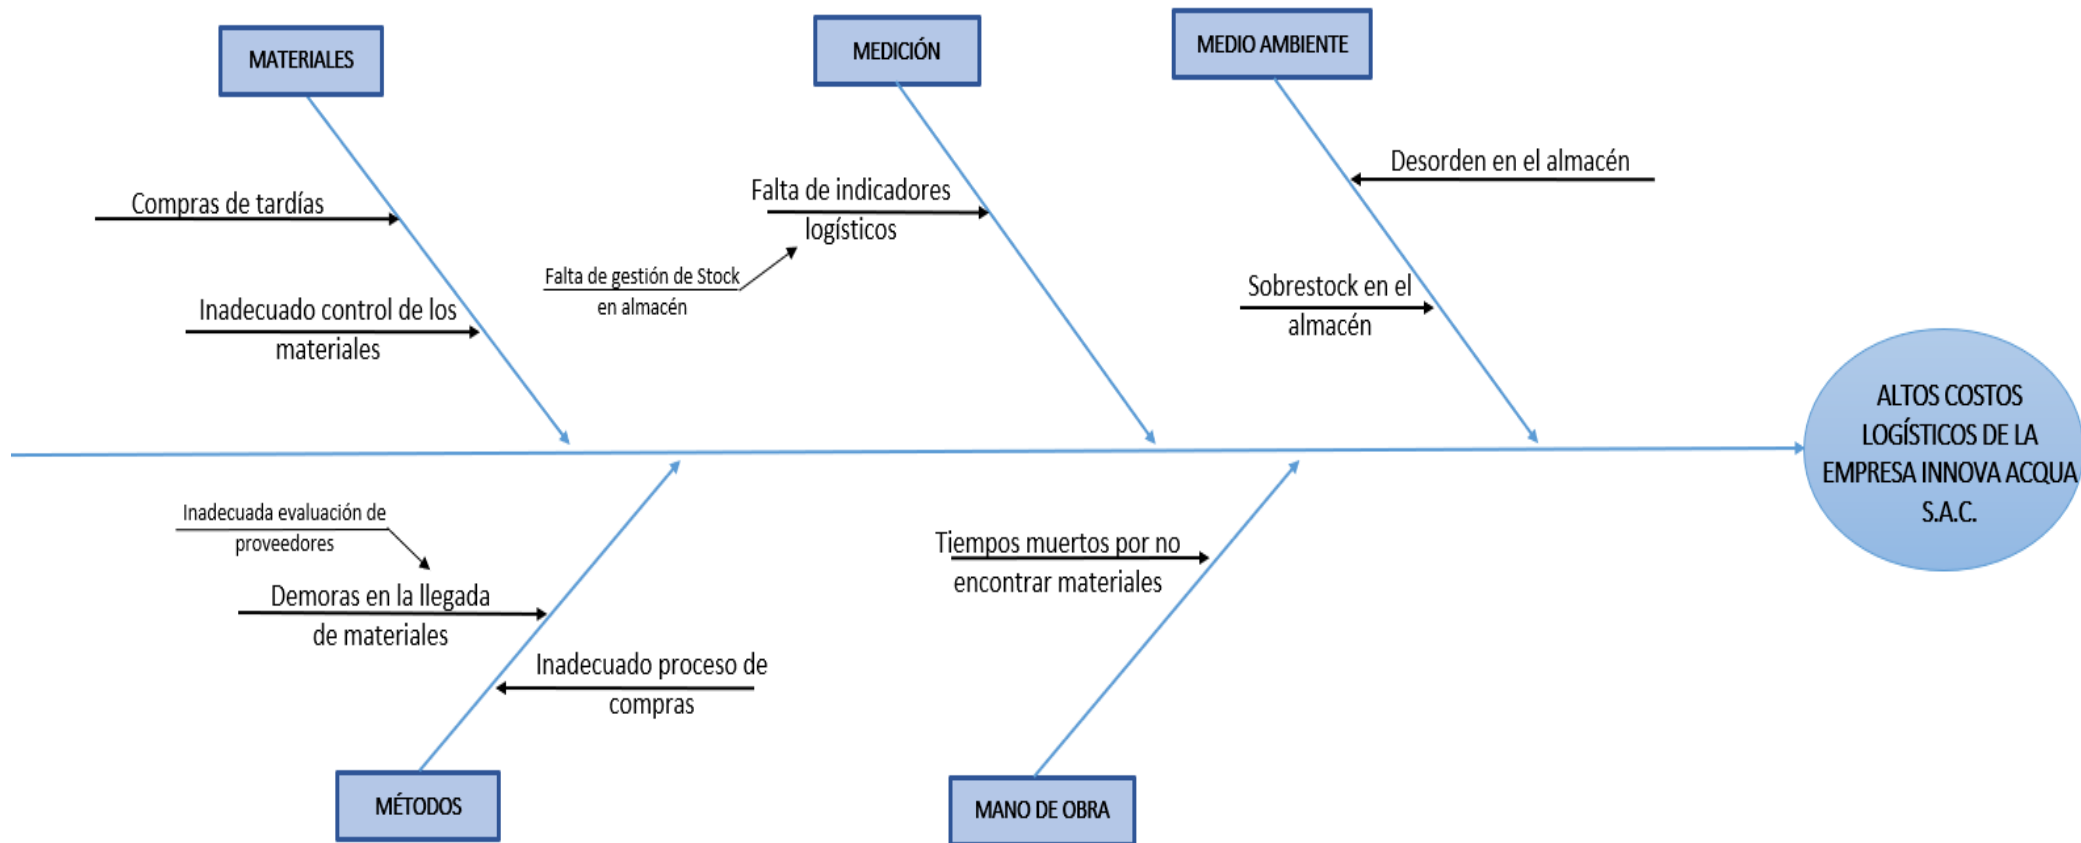 MATERIALES
MEDICIÓN
MEDIO AMBIENTE
Compras de tardías
Inadecuado control de los
materiales
Falta de indicadores
logísticos
Falta de gestión de Stock
en almacén
Desorden en el almacén
Sobrestock en el
almacén
ALTOS COSTOS
LOGÍSTICOS DE LA
EMPRESA INNOVA ACQUA
S.A.C.
Inadecuada evaluación de
proveedores
Demoras en la llegada
de materiales
Inadecuado proceso de
compras
Tiempos muertos por no
encontrar materiales
MÉTODOS
MANO DE OBRA